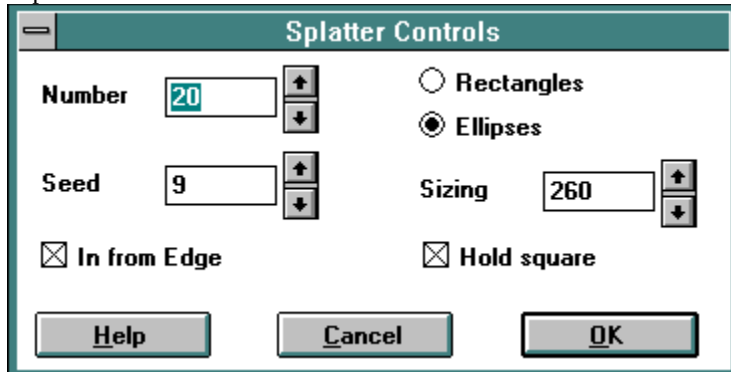 Splatter Controls
Number 20
Rectangles
Ellipses
Seed 9
Sizing 260
In from Edge
Hold square
Help Cancel OK